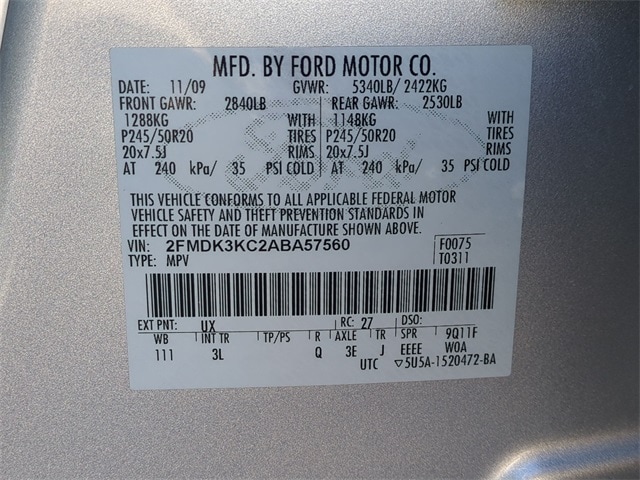 MFD. BY FORD MOTOR CO.
DATE: 11/09 GVWR: 5340LB/ 2422KG
FRONT GAWR: 2840LB REAR GAWR: 2530LB
1288KG WITH 1148KG WITH
P245/50R20 TIRES P245/50R20 TIRES
20x7.5J RIMS 20x7.5J RIMS
AT 240 kPa/ 35 PSI COLD AT 240 kPa/ 35 PSI COLD
THIS VEHICLE CONFORMS TO ALL APPLICABLE FEDERAL MOTOR
VEHICLE SAFETY AND THEFT PREVENTION STANDARDS IN
EFFECT ON THE DATE OF MANUFACTURE SHOWN ABOVE.
VIN: 2FMDK3KC2ABA57560 F0075
TYPE: MPV T0311
EXT PNT: UX RC: 27 DSO:
WB INT TR TP/PS R AXLE TR SPR 9Q11F
111 3L Q 3E J EEEE W0A
UTC ▽5U5A-1520472-BA